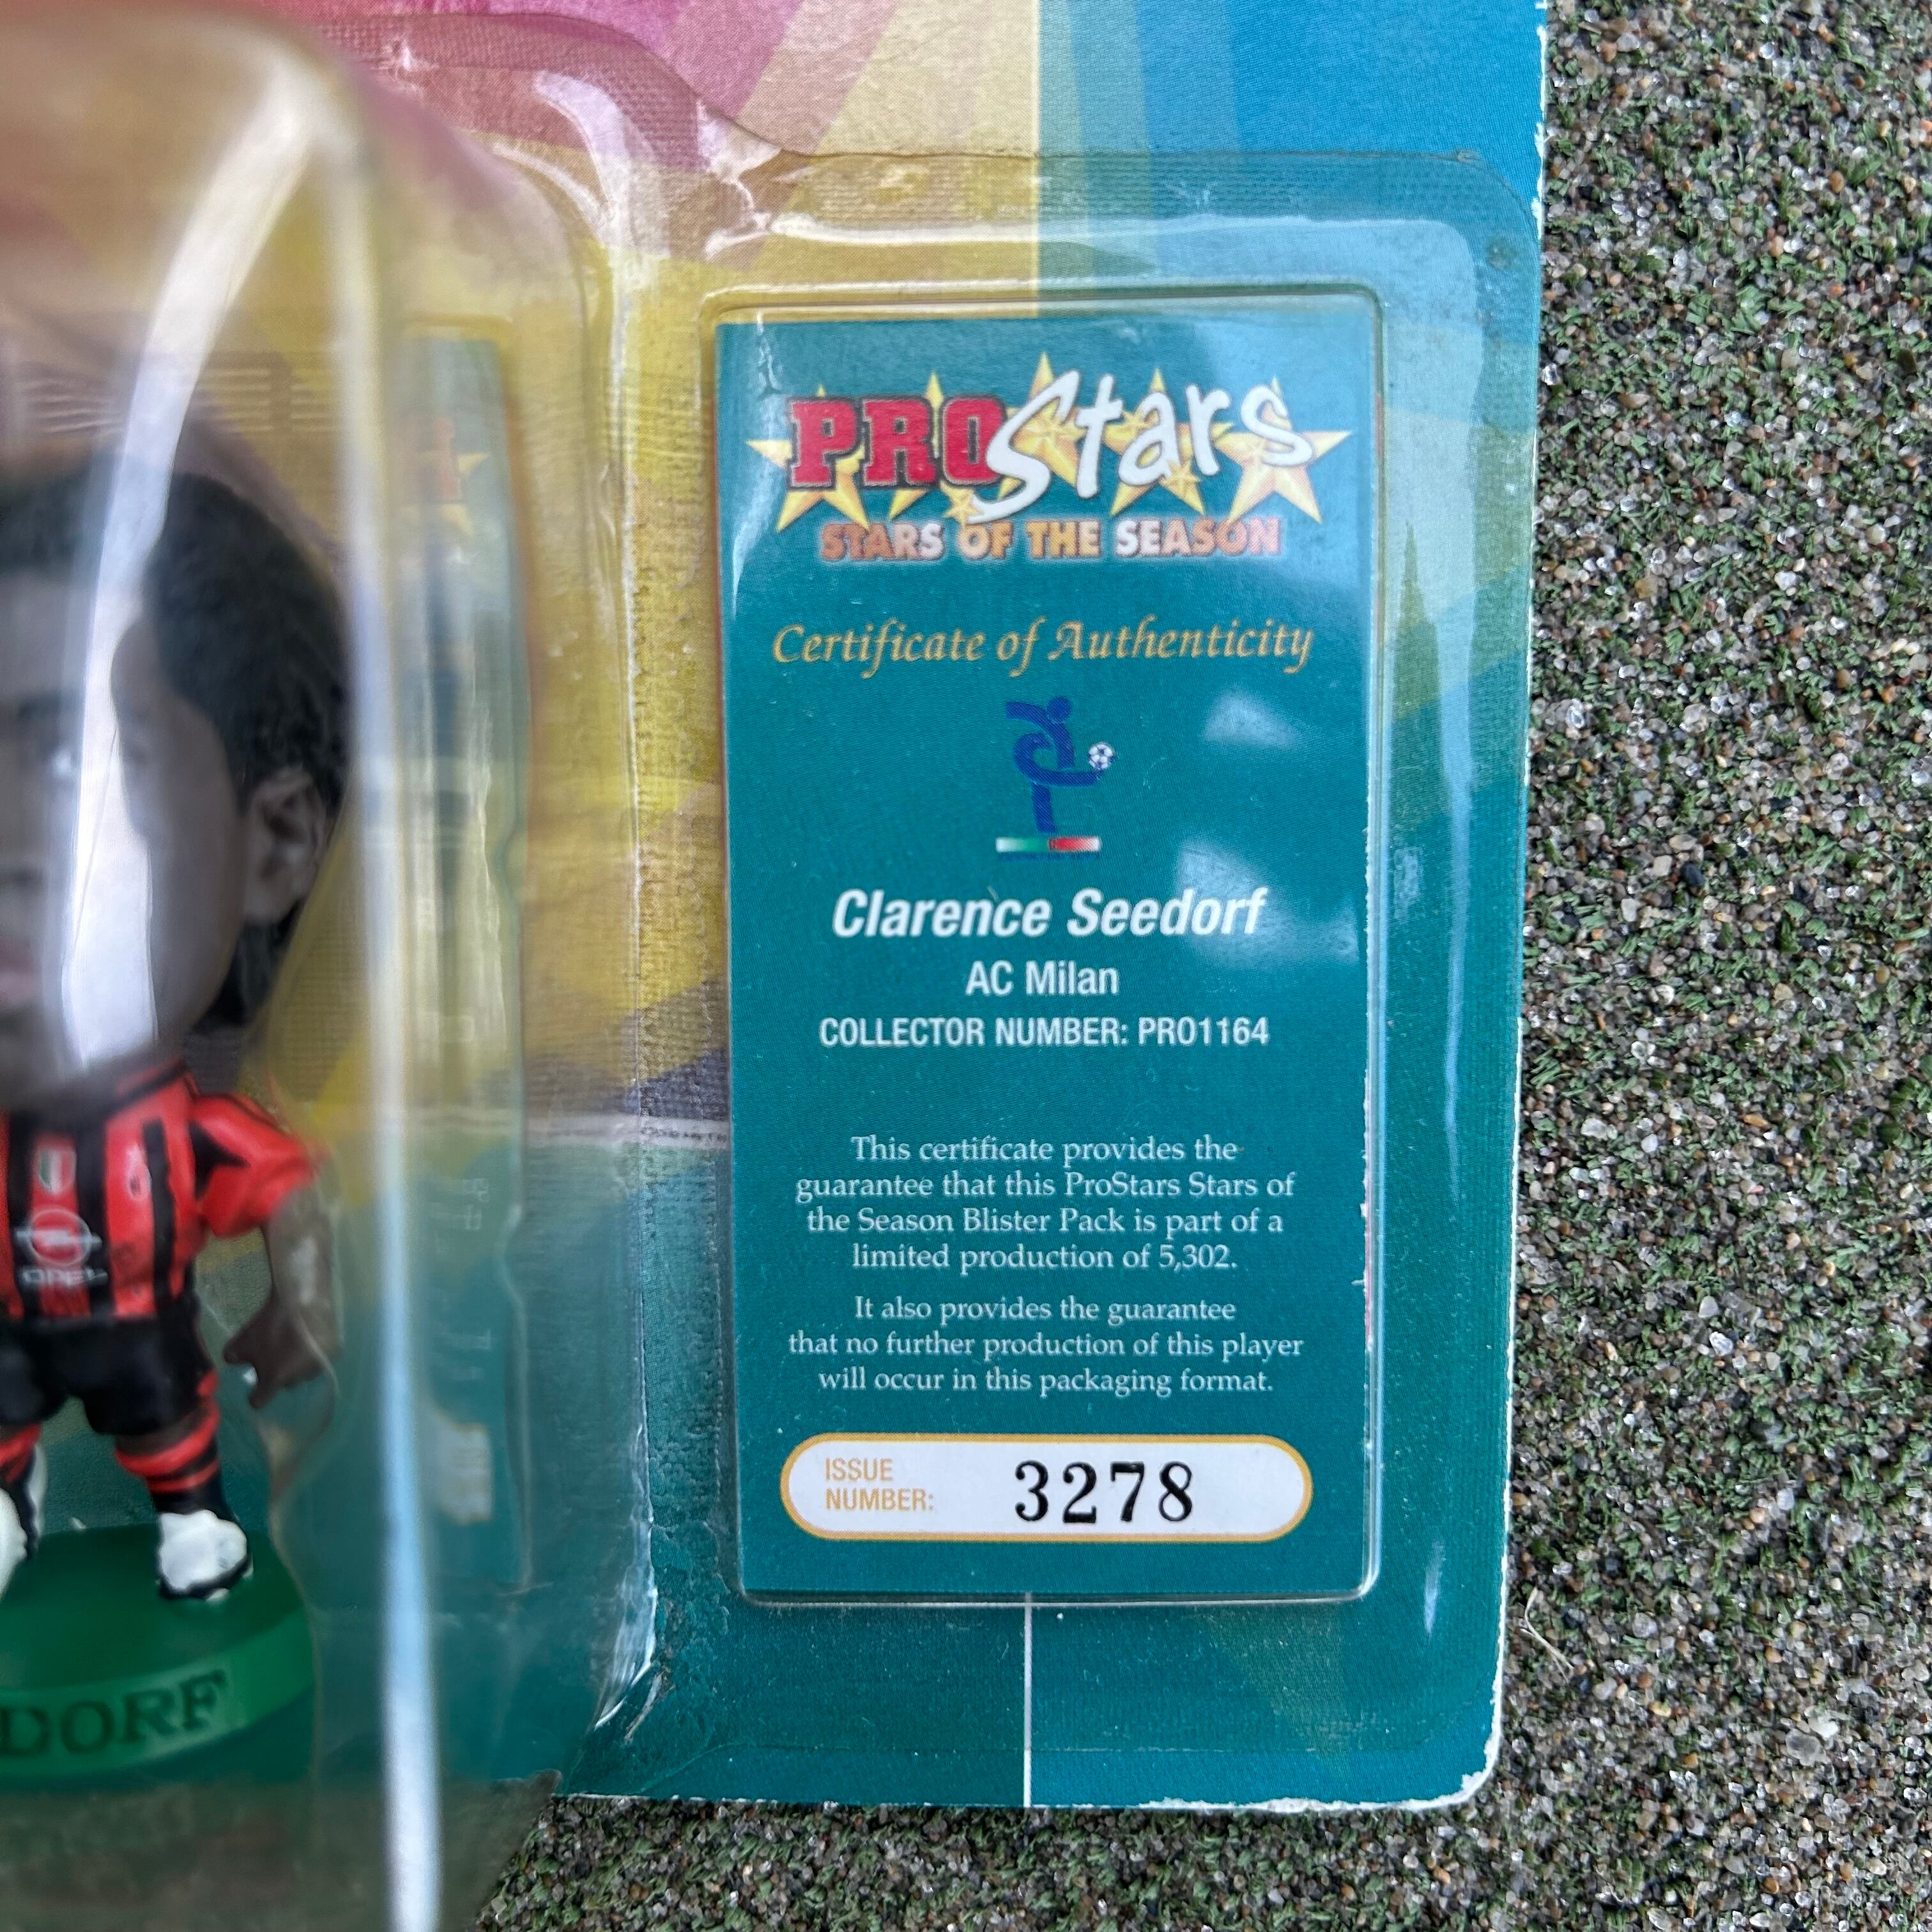 PROStars
STARS OF THE SEASON
Certificate of Authenticity
Clarence Seedorf
AC Milan
COLLECTOR NUMBER: PRO1164
This certificate provides the
guarantee that this ProStars Stars of
the Season Blister Pack is part of a
limited production of 5,302.
It also provides the guarantee
that no further production of this player
will occur in this packaging format.
ISSUE
NUMBER: 3278
OPEL
DORF